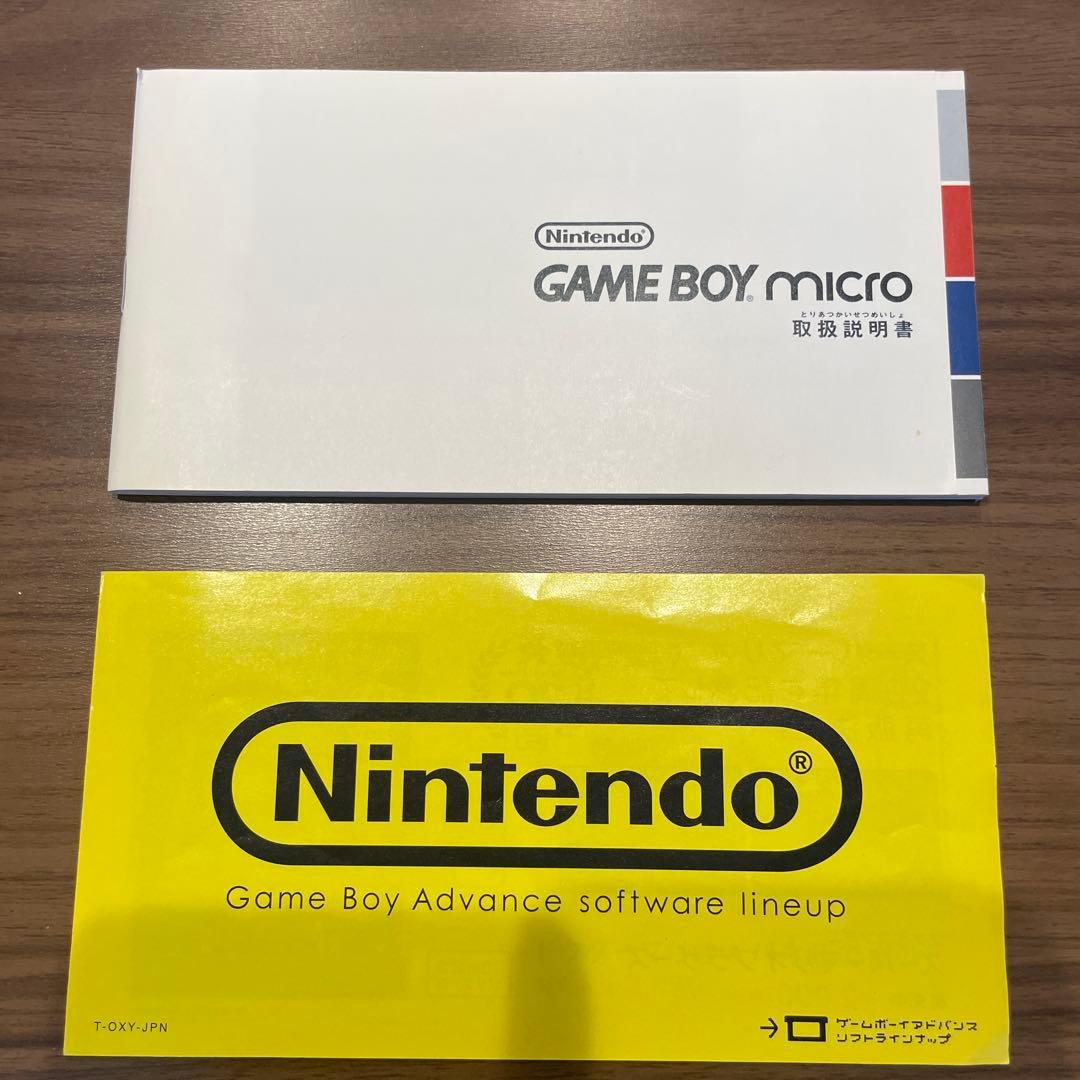 Nintendo®
GAME BOY® micro
とりあつかいせつめいしょ
取扱説明書
Nintendo®
Game Boy Advance software lineup
T-OXY-JPN
→ ゲームボーイアドバンス
ソフトラインナップ